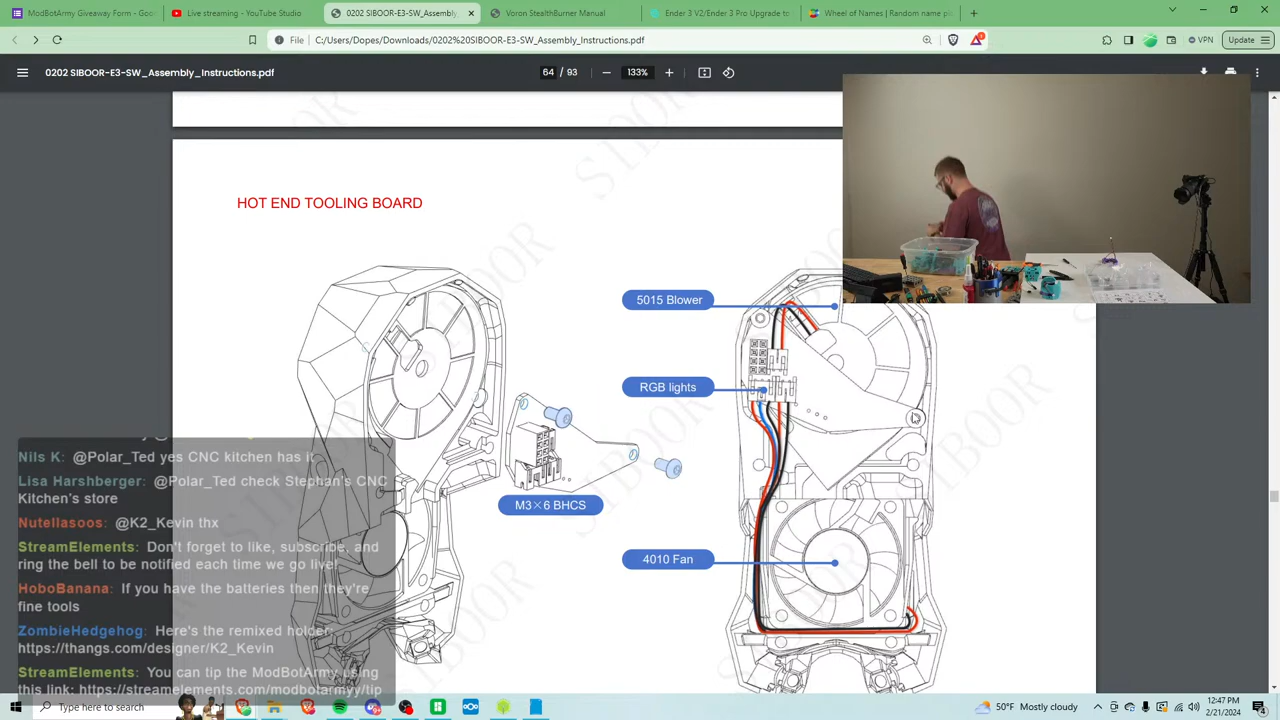 ModBotArmy Giveaway Form - Goo
Live streaming - YouTube Studio
0202 SIBOOR-E3-SW_Assembly_
Voron StealthBurner Manual
Ender 3 V2/Ender 3 Pro Upgrade to
Wheel of Names | Random name pi
File
C:/Users/Dopes/Downloads/0202%20SIBOOR-E3-SW_Assembly_Instructions.pdf
VPN
Update
0202 SIBOOR-E3-SW_Assembly_Instructions.pdf
64 / 93
133%
SIBOOR
HOT END TOOLING BOARD
5015 Blower
RGB lights
M3×6 BHCS
4010 Fan
Nils K: @Polar_Ted yes CNC kitchen has it
Lisa Harshberger: @Polar_Ted check Stephan's CNC
Kitchen's store
Nutellasoos: @K2_Kevin thx
StreamElements: Don't forget to like, subscribe, and
ring the bell to be notified each time we go live!
HoboBanana: If you have the batteries then they're
fine tools
ZombieHedgehog: Here's the remixed holder:
https://thangs.com/designer/K2_Kevin
StreamElements: You can tip the ModBotArmy using
this link: https://streamelements.com/modbotarmyy/tip
Type here to search
50°F Mostly cloudy
12:47 PM
2/21/2024
4